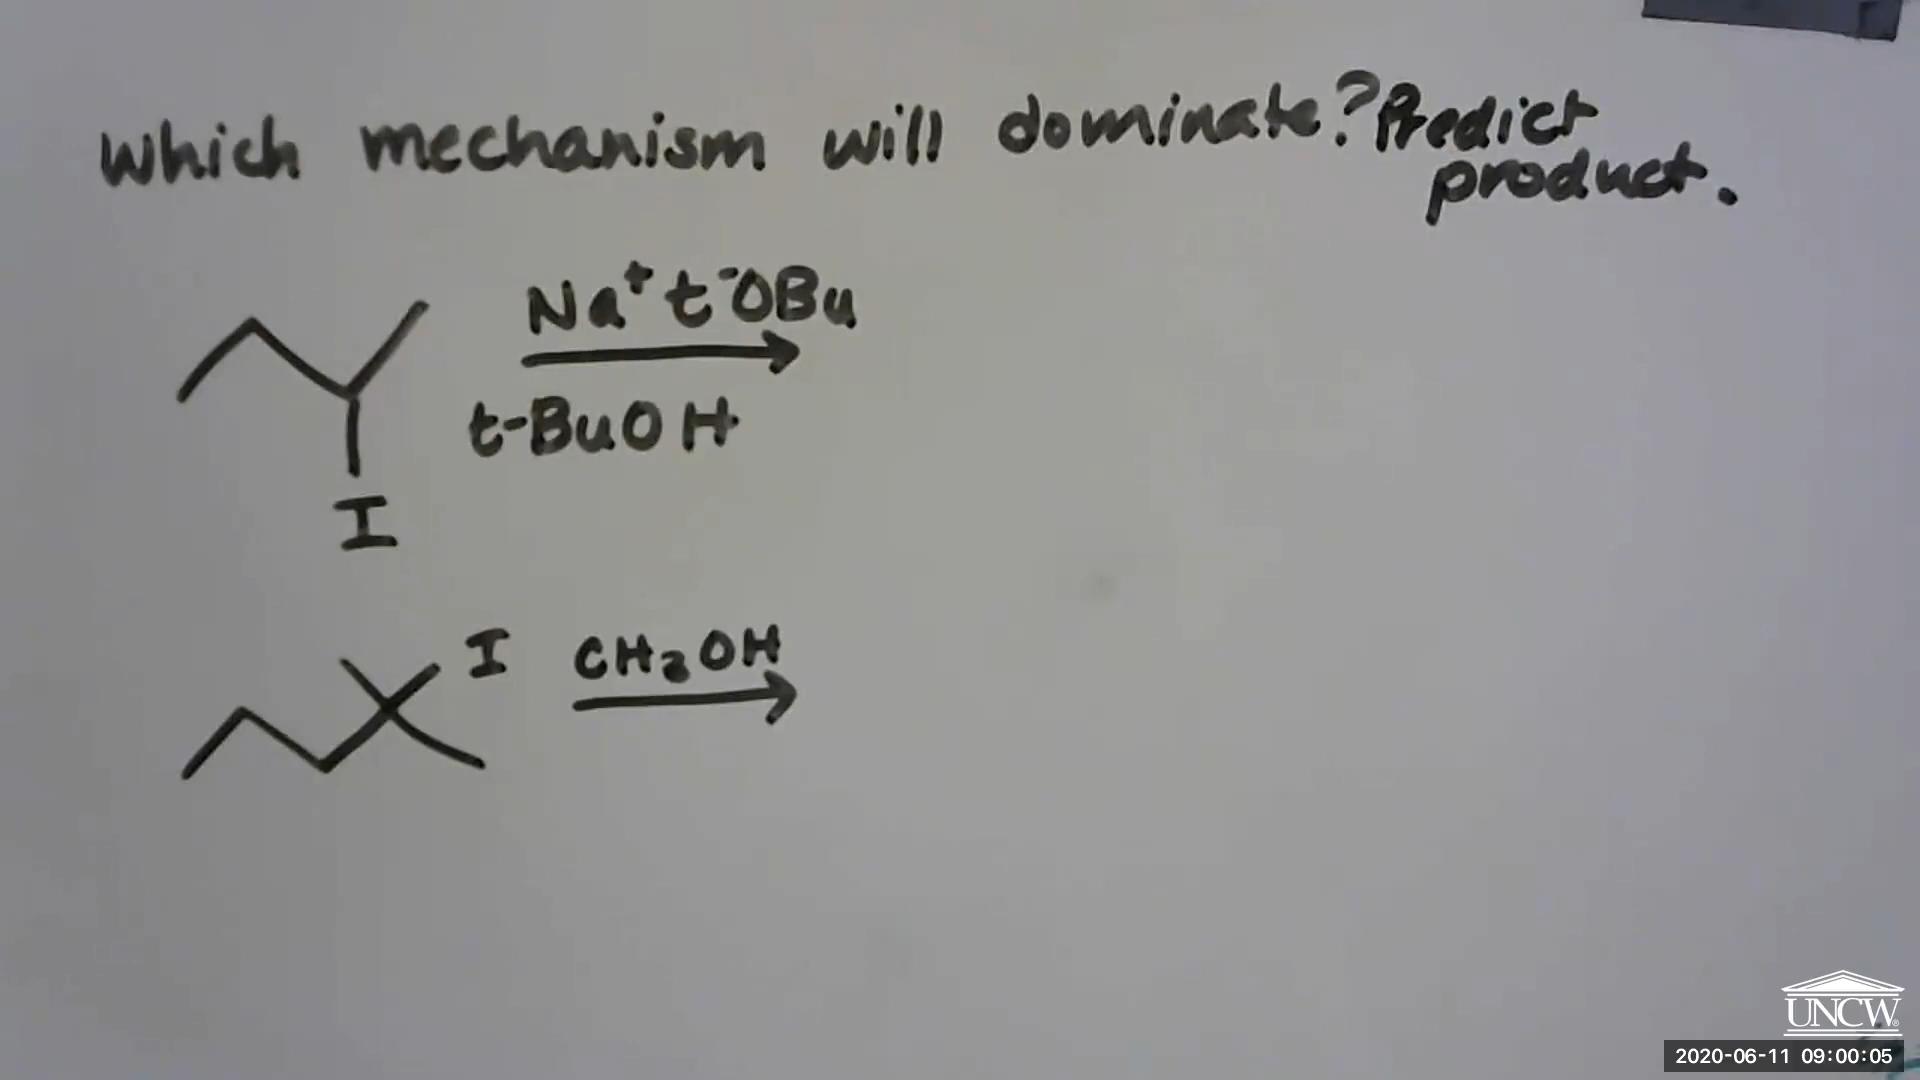 Which mechanism will dominate? Predict
product.
Na⁺ t⁻OBu
t-BuOH
I
I
CH₃OH
UNCW
2020-06-11 09:00:05